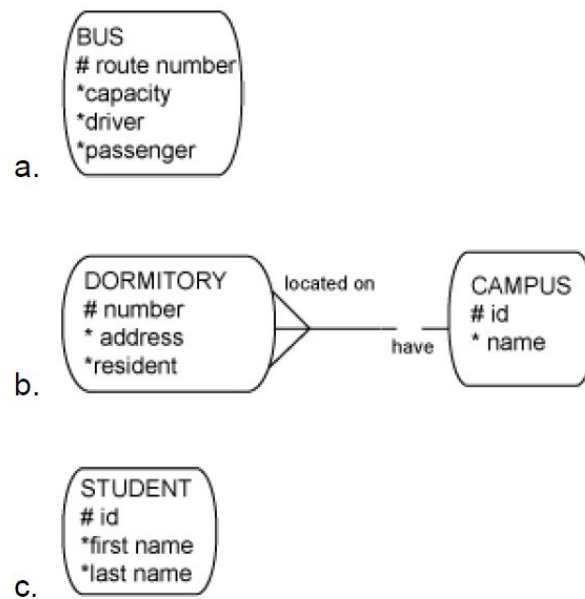 BUS
# route number
*capacity
*driver
*passenger
a.
DORMITORY
# number
* address
*resident
located on
have
CAMPUS
# id
* name
b.
STUDENT
# id
*first name
*last name
c.